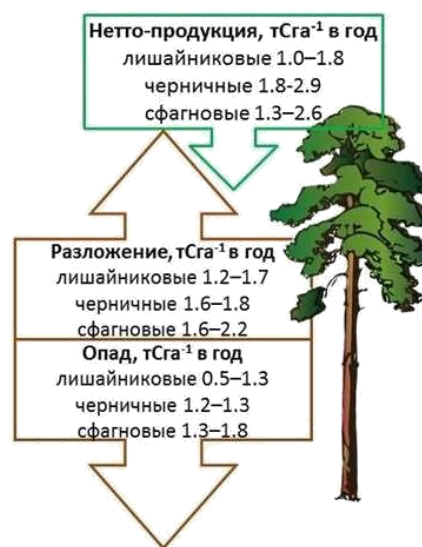 Нетто-продукция, тСга⁻¹ в год
лишайниковые 1.0–1.8
черничные 1.8-2.9
сфагновые 1.3–2.6
Разложение, тСга⁻¹ в год
лишайниковые 1.2–1.7
черничные 1.6–1.8
сфагновые 1.6–2.2
Опад, тСга⁻¹ в год
лишайниковые 0.5–1.3
черничные 1.2–1.3
сфагновые 1.3–1.8